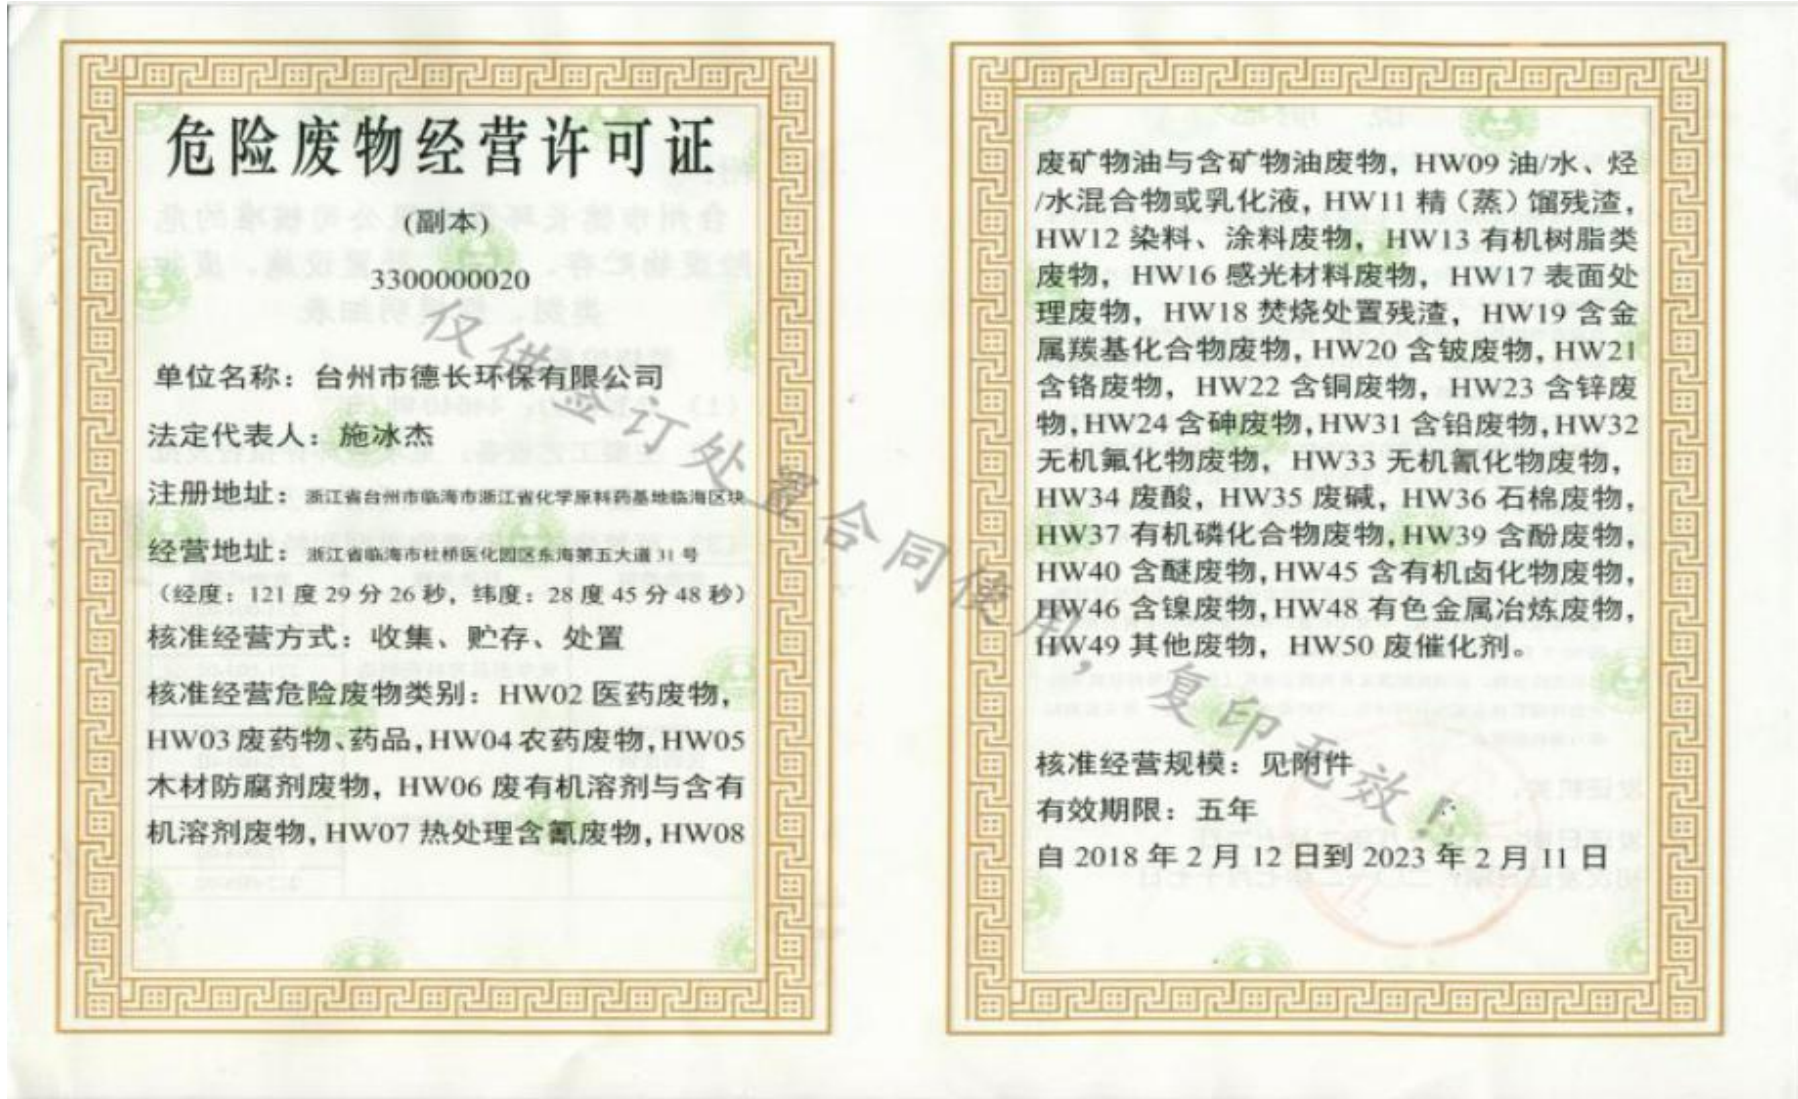 危险废物经营许可证
(副本)
3300000020
单位名称：台州市德长环保有限公司
法定代表人：施冰杰
注册地址：浙江省台州市临海市浙江省化学原料药基地临海区块
经营地址：浙江省临海市杜桥医化园区东海第五大道 31 号
（经度：121 度 29 分 26 秒，纬度：28 度 45 分 48 秒）
核准经营方式：收集、贮存、处置
核准经营危险废物类别：HW02 医药废物，
HW03 废药物、药品，HW04 农药废物，HW05
木材防腐剂废物，HW06 废有机溶剂与含有
机溶剂废物，HW07 热处理含氰废物，HW08
废矿物油与含矿物油废物，HW09 油/水、烃
/水混合物或乳化液，HW11 精（蒸）馏残渣，
HW12 染料、涂料废物，HW13 有机树脂类
废物，HW16 感光材料废物，HW17 表面处
理废物，HW18 焚烧处置残渣，HW19 含金
属羰基化合物废物，HW20 含铍废物，HW21
含铬废物，HW22 含铜废物，HW23 含锌废
物，HW24 含砷废物，HW31 含铅废物，HW32
无机氟化物废物，HW33 无机氰化物废物，
HW34 废酸，HW35 废碱，HW36 石棉废物，
HW37 有机磷化合物废物，HW39 含酚废物，
HW40 含醚废物，HW45 含有机卤化物废物，
HW46 含镍废物，HW48 有色金属冶炼废物，
HW49 其他废物，HW50 废催化剂。
核准经营规模：见附件
有效期限：五年
自 2018 年 2 月 12 日到 2023 年 2 月 11 日
仅供签订处置合同使用，复印无效！